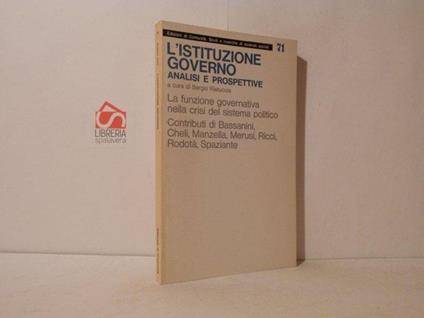 Edizioni di Comunità. Studi e ricerche di scienze sociali 71
L'ISTITUZIONE
GOVERNO
ANALISI E PROSPETTIVE
a cura di Sergio Ristuccia
La funzione governativa
nella crisi del sistema politico
Contributi di Bassanini,
Cheli, Manzella, Merusi, Ricci,
Rodotà, Spaziante
LIBRERIA
spalavera